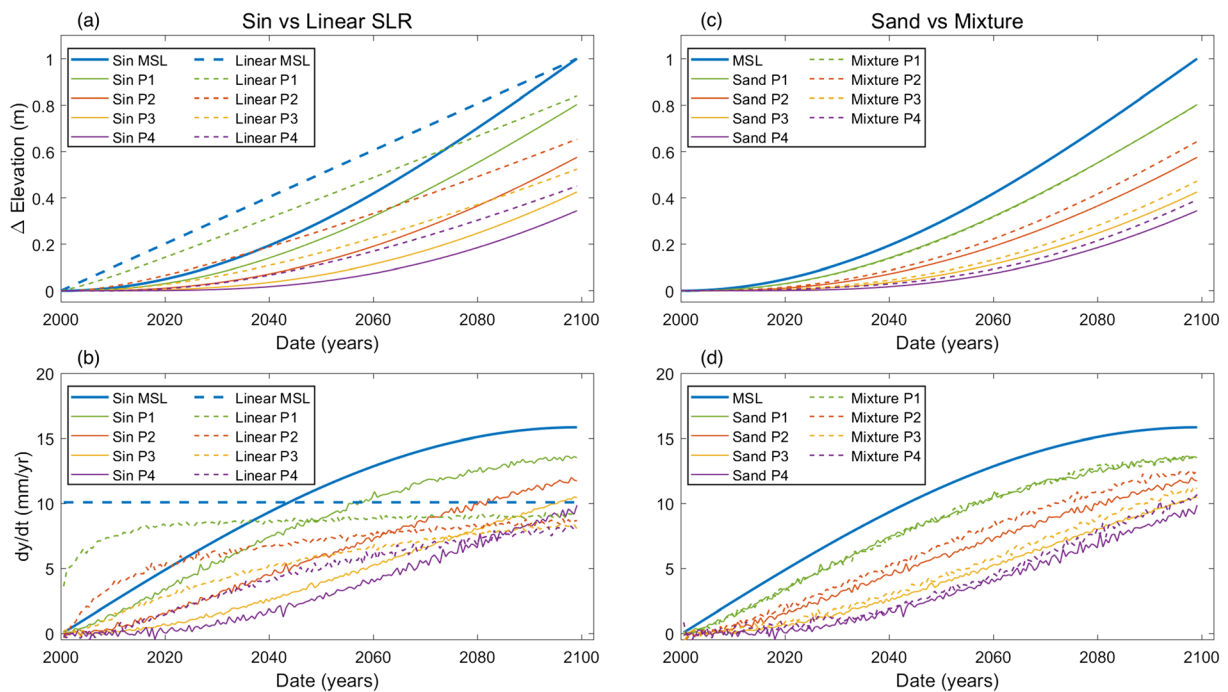 (a)
Sin vs Linear SLR
Sin MSL
Sin P1
Sin P2
Sin P3
Sin P4
Linear MSL
Linear P1
Linear P2
Linear P3
Linear P4
Δ Elevation (m)
1
0.8
0.6
0.4
0.2
0
2000 2020 2040 2060 2080 2100
Date (years)
(c)
Sand vs Mixture
MSL
Sand P1
Sand P2
Sand P3
Sand P4
Mixture P1
Mixture P2
Mixture P3
Mixture P4
1
0.8
0.6
0.4
0.2
0
2000 2020 2040 2060 2080 2100
Date (years)
(b)
Sin MSL
Sin P1
Sin P2
Sin P3
Sin P4
Linear MSL
Linear P1
Linear P2
Linear P3
Linear P4
dy/dt (mm/yr)
20
15
10
5
0
2000 2020 2040 2060 2080 2100
Date (years)
(d)
MSL
Sand P1
Sand P2
Sand P3
Sand P4
Mixture P1
Mixture P2
Mixture P3
Mixture P4
20
15
10
5
0
2000 2020 2040 2060 2080 2100
Date (years)